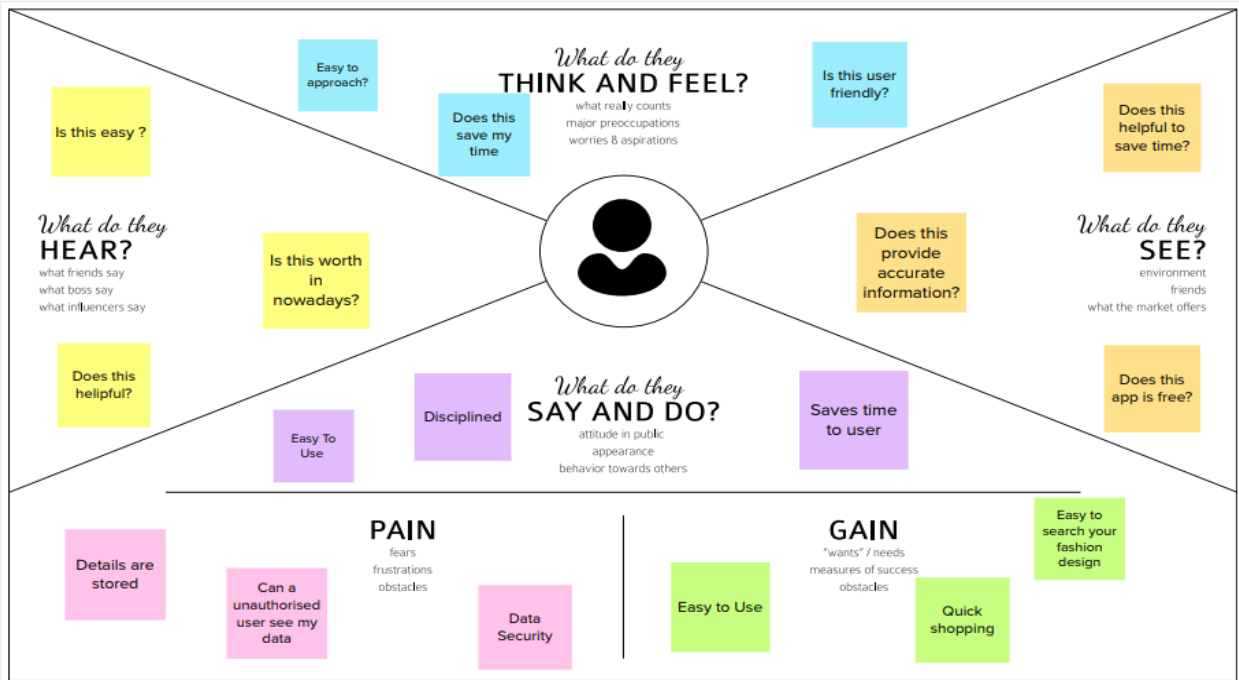 What do they
THINK AND FEEL?
what really counts
major preoccupations
worries & aspirations
Easy to
approach?
Does this
save my
time
Is this user
friendly?
Is this easy ?
What do they
HEAR?
what friends say
what boss say
what influencers say
Is this worth
in
nowadays?
Does this
helipful?
Does this
helpful to
save time?
Does this
provide
accurate
information?
What do they
SEE?
environment
friends
what the market offers
Does this
app is free?
What do they
SAY AND DO?
attitude in public
appearance
behavior towards others
Easy To
Use
Disciplined
Saves time
to user
PAIN
fears
frustrations
obstacles
Details are
stored
Can a
unauthorised
user see my
data
Data
Security
GAIN
"wants" / needs
measures of success
obstacles
Easy to Use
Quick
shopping
Easy to
search your
fashion
design